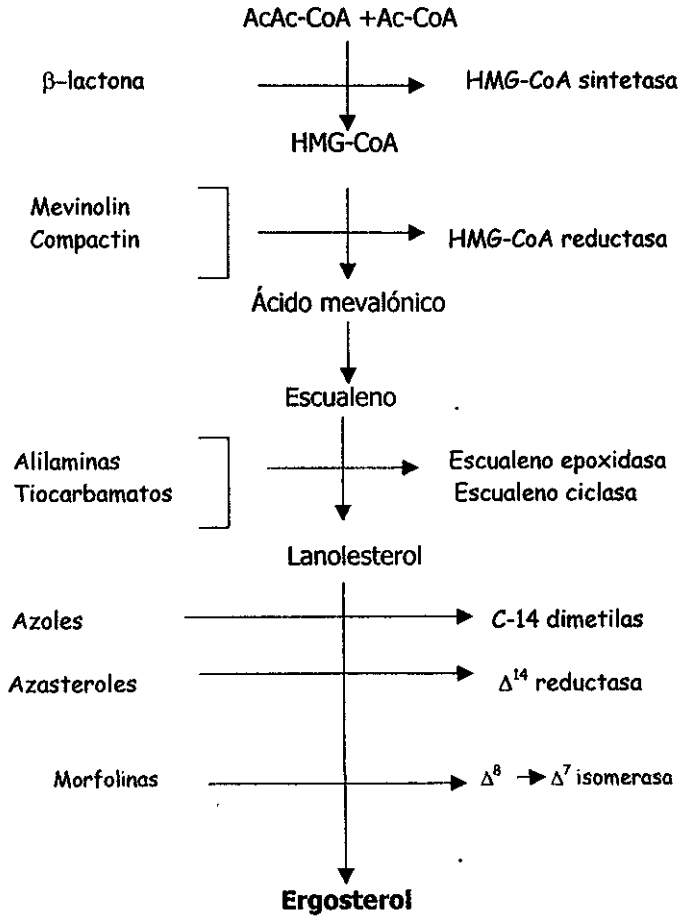 AcAc-CoA +Ac-CoA
β-lactona
HMG-CoA sintetasa
HMG-CoA
Mevinolin
Compactin
HMG-CoA reductasa
Ácido mevalónico
Escualeno
Alilaminas
Tiocarbamatos
Escualeno epoxidasa
Escualeno ciclasa
Lanolesterol
Azoles
C-14 dimetilas
Azasteroles
Δ¹⁴ reductasa
Morfolinas
Δ⁸ → Δ⁷ isomerasa
Ergosterol